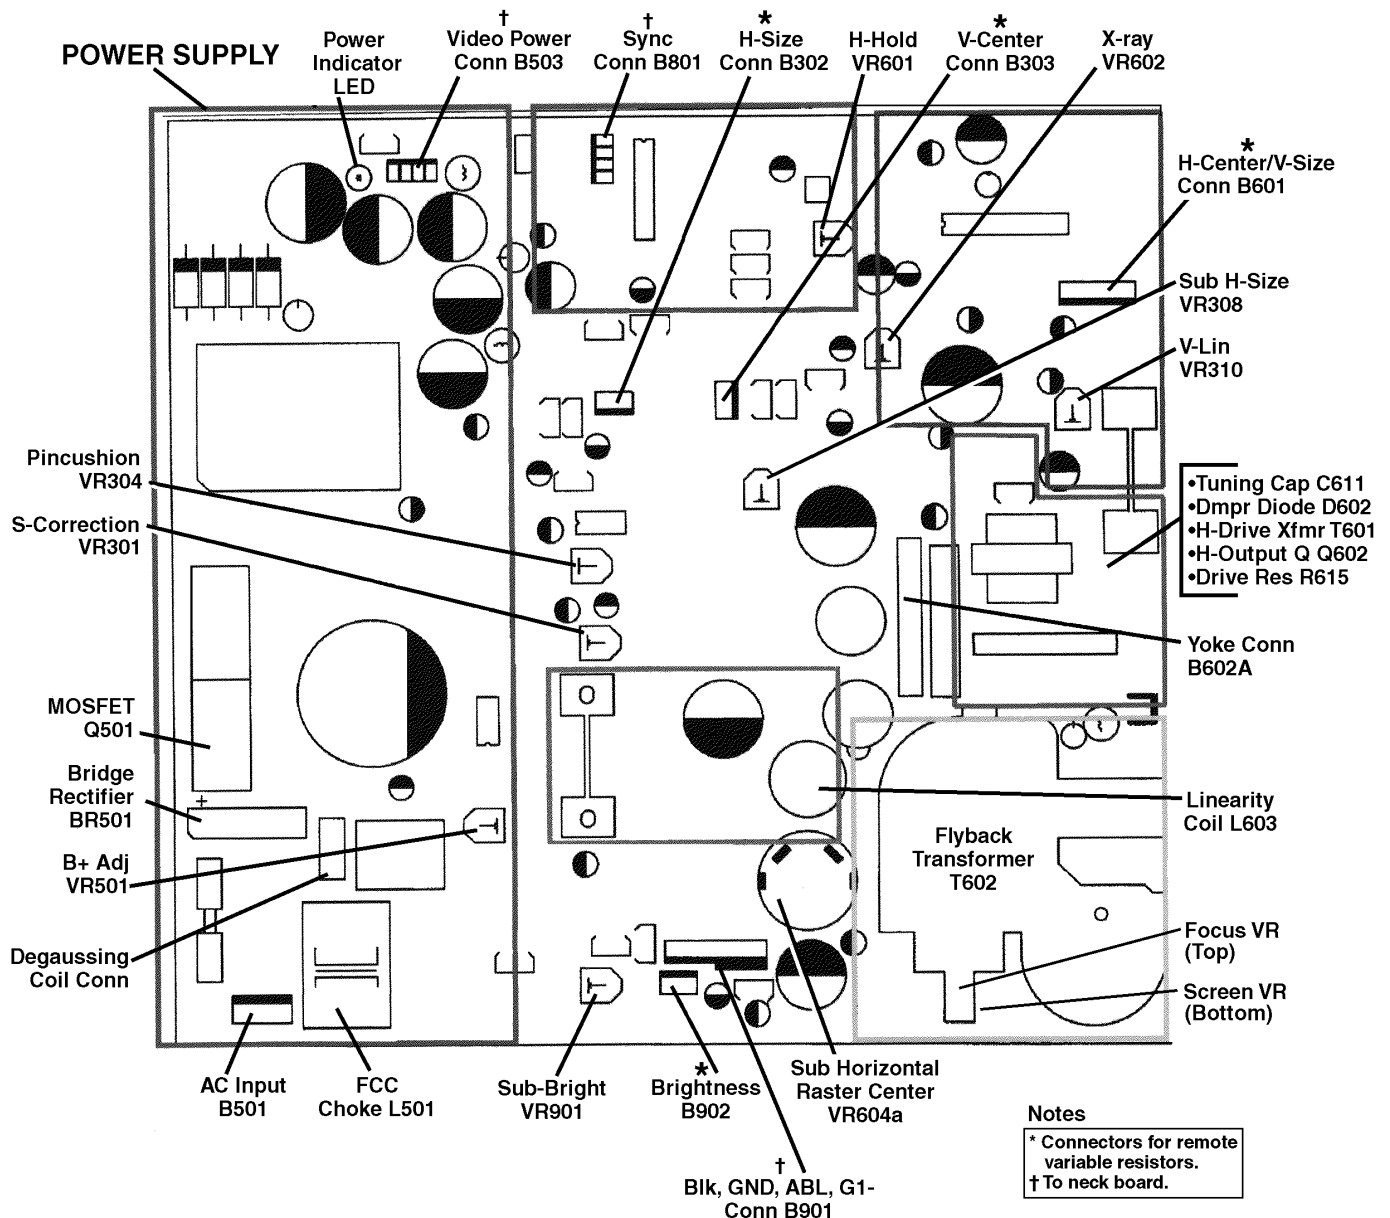 POWER SUPPLY
Power
Indicator
LED
†
Video Power
Conn B503
†
Sync
Conn B801
*
H-Size
Conn B302
H-Hold
VR601
*
V-Center
Conn B303
X-ray
VR602
*
H-Center/V-Size
Conn B601
Sub H-Size
VR308
V-Lin
VR310
Pincushion
VR304
S-Correction
VR301
•Tuning Cap C611
•Dmpr Diode D602
•H-Drive Xfmr T601
•H-Output Q Q602
•Drive Res R615
Yoke Conn
B602A
MOSFET
Q501
Bridge
Rectifier
BR501
+
B+ Adj
VR501
Degaussing
Coil Conn
Linearity
Coil L603
Flyback
Transformer
T602
Focus VR
(Top)
Screen VR
(Bottom)
AC Input
B501
FCC
Choke L501
Sub-Bright
VR901
*
Brightness
B902
Sub Horizontal
Raster Center
VR604a
†
Blk, GND, ABL, G1-
Conn B901
Notes
* Connectors for remote
variable resistors.
† To neck board.